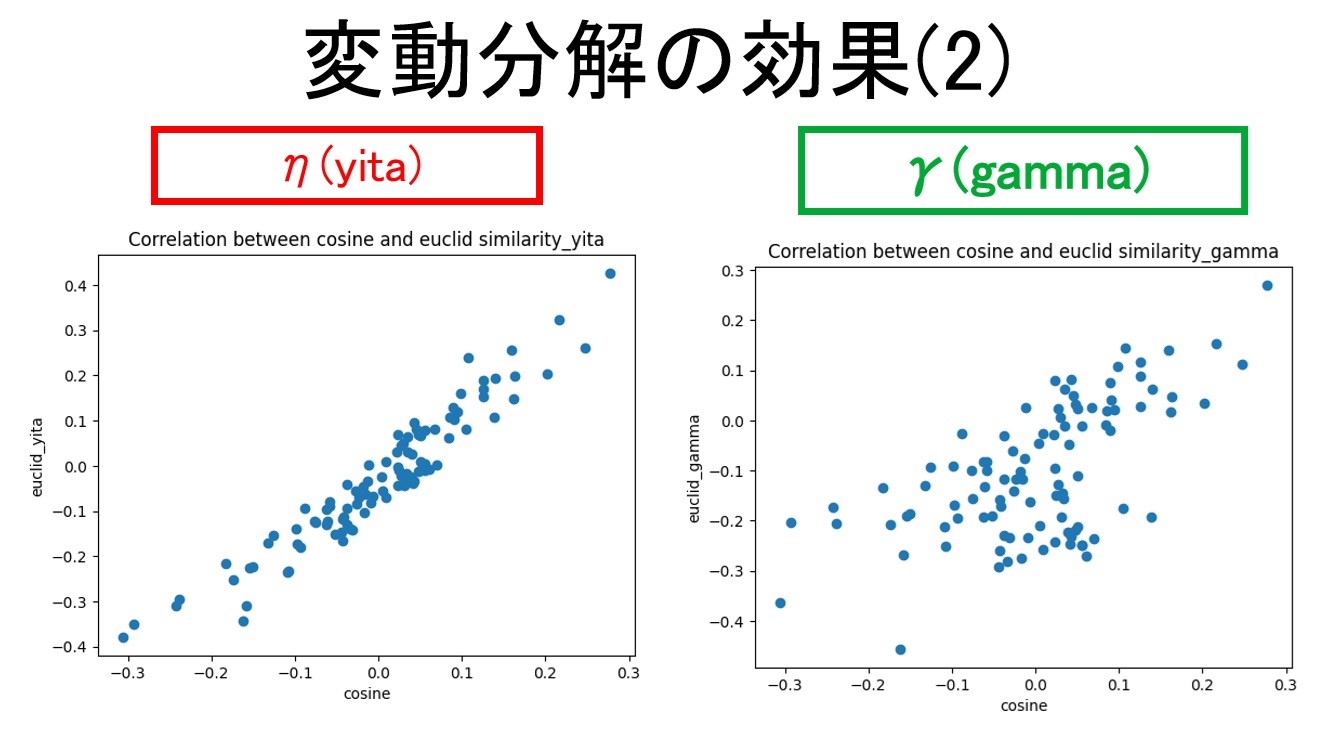 変動分解の効果(2)
η(yita)
γ(gamma)
Correlation between cosine and euclid similarity_yita
0.4
0.3
0.2
0.1
0.0
−0.1
−0.2
−0.3
−0.4
euclid_yita
−0.3 −0.2 −0.1 0.0 0.1 0.2 0.3
cosine
Correlation between cosine and euclid similarity_gamma
0.3
0.2
0.1
0.0
−0.1
−0.2
−0.3
−0.4
euclid_gamma
−0.3 −0.2 −0.1 0.0 0.1 0.2 0.3
cosine